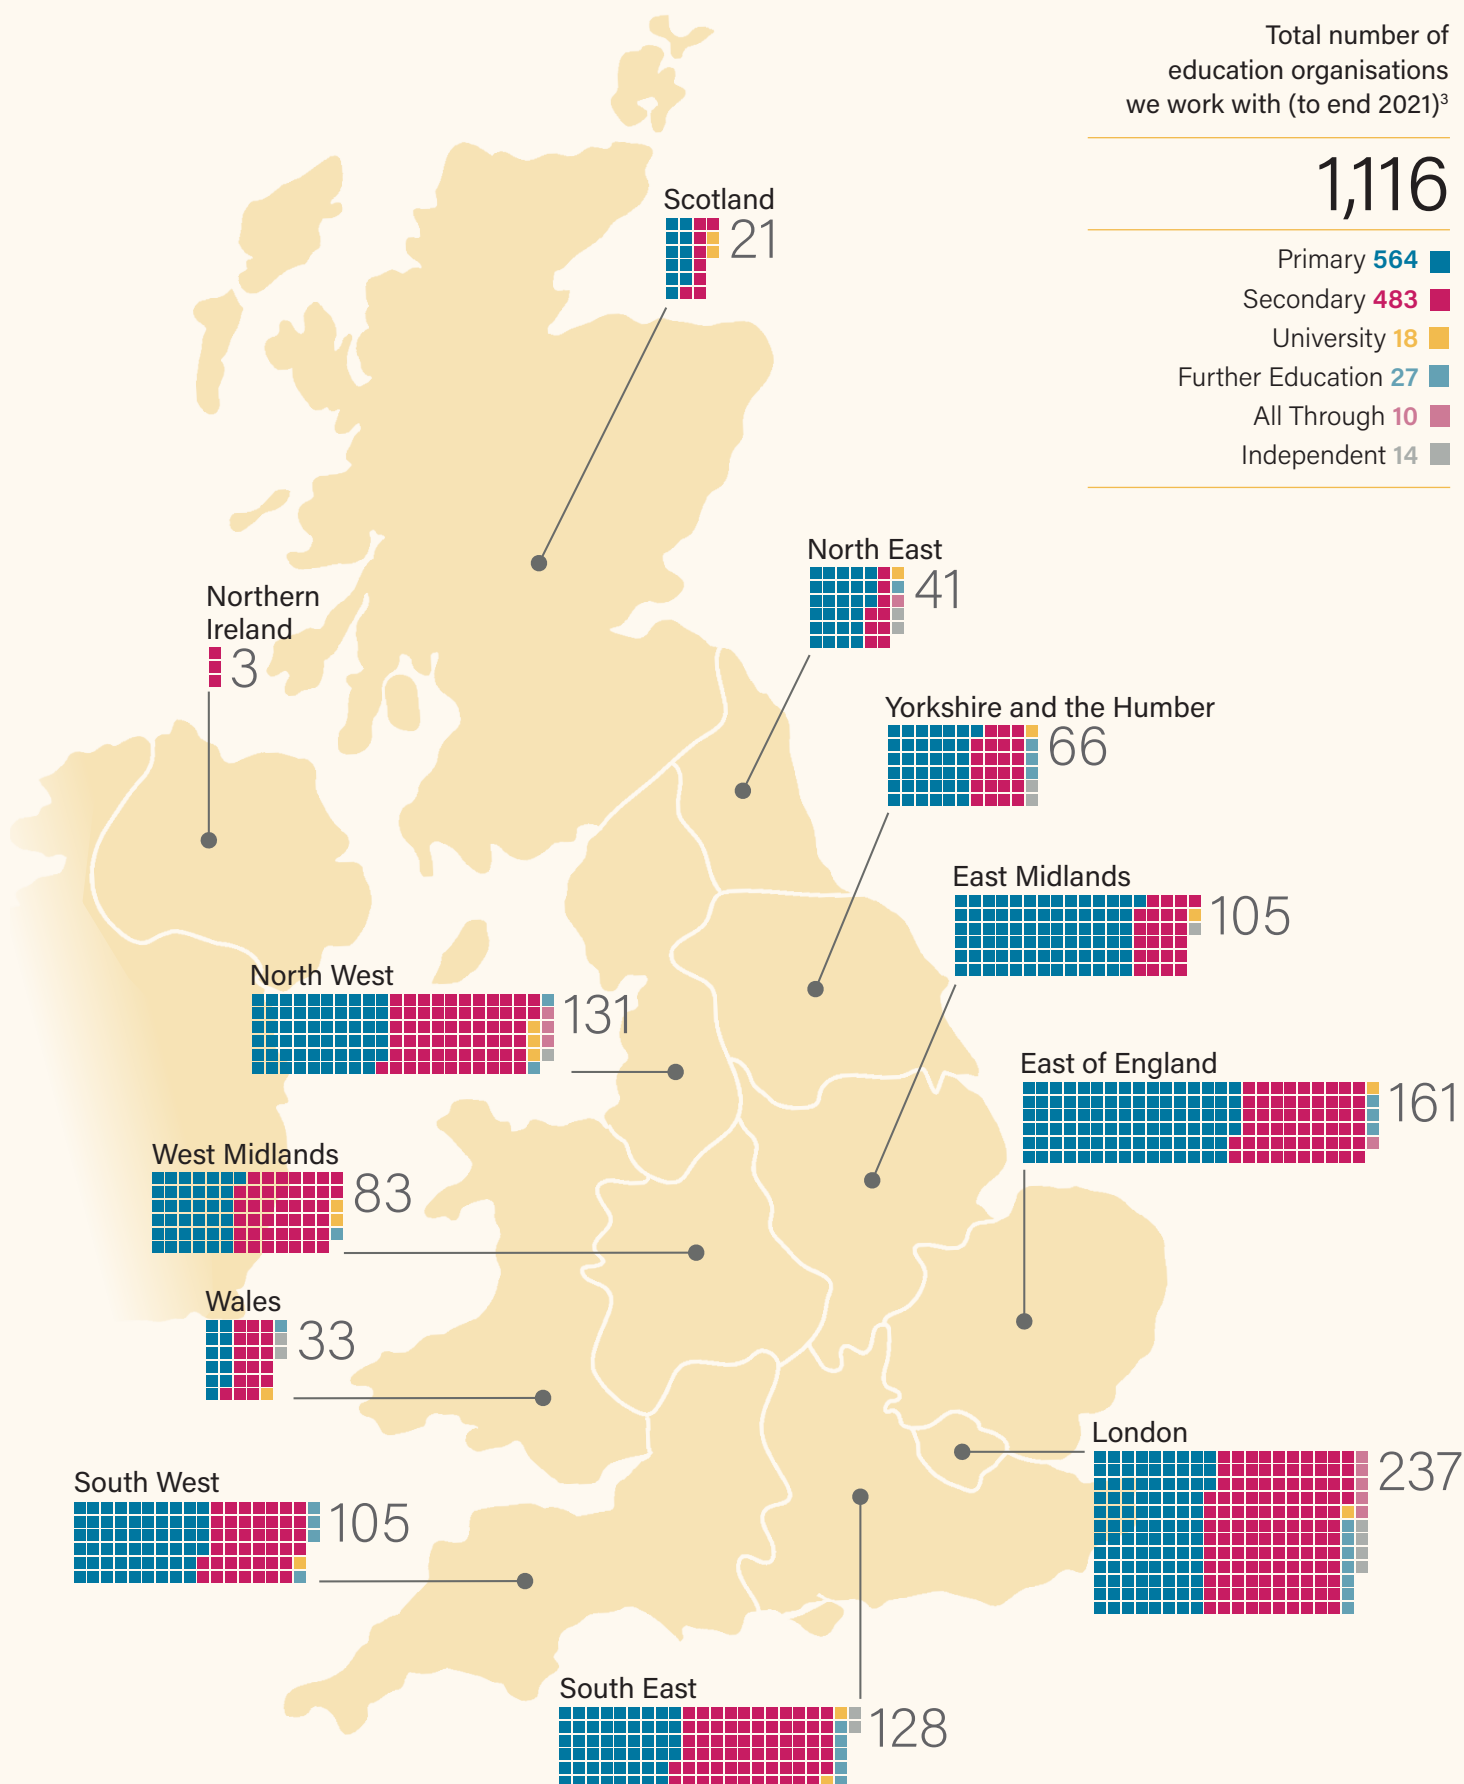 Total number of
education organisations
we work with (to end 2021)³
1,116
Primary 564
Secondary 483
University 18
Further Education 27
All Through 10
Independent 14
Scotland
21
North East
41
Northern
Ireland
3
Yorkshire and the Humber
66
East Midlands
105
North West
131
East of England
161
West Midlands
83
Wales
33
London
237
South West
105
South East
128